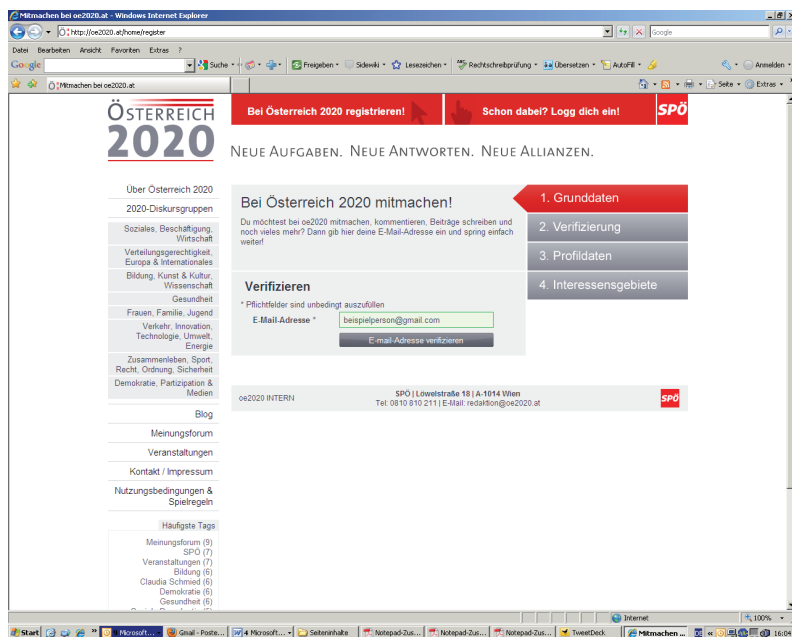 Mitmachen bei oe2020.at - Windows Internet Explorer
http://oe2020.at/home/register
Google
Datei Bearbeiten Ansicht Favoriten Extras ?
Google
Suche
Freigeben
Sidewiki
Lesezeichen
Rechtschreibprüfung
Übersetzen
AutoFill
Anmelden
Mitmachen bei oe2020.at
Seite
Extras
ÖSTERREICH
2020
Bei Österreich 2020 registrieren!
Schon dabei? Logg dich ein!
SPÖ
NEUE AUFGABEN. NEUE ANTWORTEN. NEUE ALLIANZEN.
Über Österreich 2020
2020-Diskursgruppen
Soziales, Beschäftigung,
Wirtschaft
Verteilungsgerechtigkeit,
Europa & Internationales
Bildung, Kunst & Kultur,
Wissenschaft
Gesundheit
Frauen, Familie, Jugend
Verkehr, Innovation,
Technologie, Umwelt,
Energie
Zusammenleben, Sport,
Recht, Ordnung, Sicherheit
Demokratie, Partizipation &
Medien
Blog
Meinungsforum
Veranstaltungen
Kontakt / Impressum
Nutzungsbedingungen &
Spielregeln
Häufigste Tags
Meinungsforum (9)
SPÖ (7)
Veranstaltungen (7)
Bildung (6)
Claudia Schmied (6)
Demokratie (6)
Gesundheit (6)
Bei Österreich 2020 mitmachen!
Du möchtest bei oe2020 mitmachen, kommentieren, Beiträge schreiben und
noch vieles mehr? Dann gib hier deine E-Mail-Adresse ein und spring einfach
weiter!
1. Grunddaten
2. Verifizierung
3. Profildaten
4. Interessensgebiete
Verifizieren
* Pflichtfelder sind unbedingt auszufüllen
E-Mail-Adresse *
beispielperson@gmail.com
E-mail-Adresse verifizieren
oe2020 INTERN
SPÖ | Löwelstraße 18 | A-1014 Wien
Tel: 0810 810 211 | E-Mail: redaktion@oe2020.at
SPÖ
Internet
100%
Start
Microsoft...
Gmail - Poste...
4 Microsoft...
Seiteninhalte
Notepad-Zus...
Notepad-Zus...
Notepad-Zus...
TweetDeck
Mitmachen ...
DE
16:04